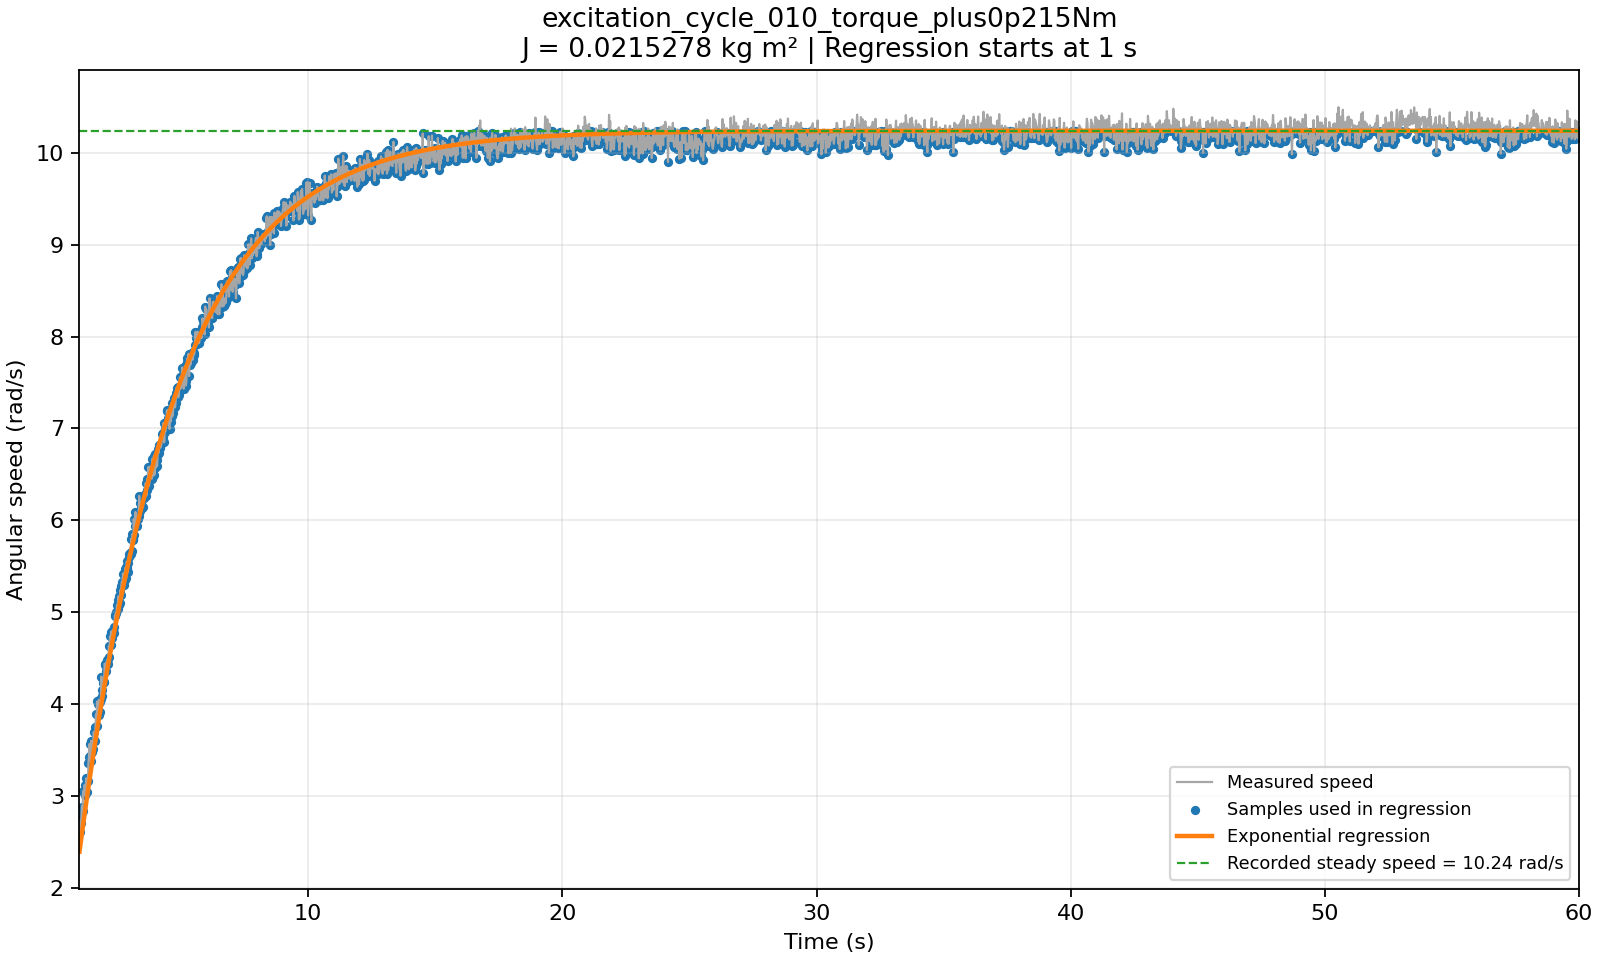 excitation_cycle_010_torque_plus0p215Nm
J = 0.0215278 kg m² | Regression starts at 1 s
Angular speed (rad/s)
10
9
8
7
6
5
4
3
2
Measured speed
Samples used in regression
Exponential regression
Recorded steady speed = 10.24 rad/s
10 20 30 40 50 60
Time (s)